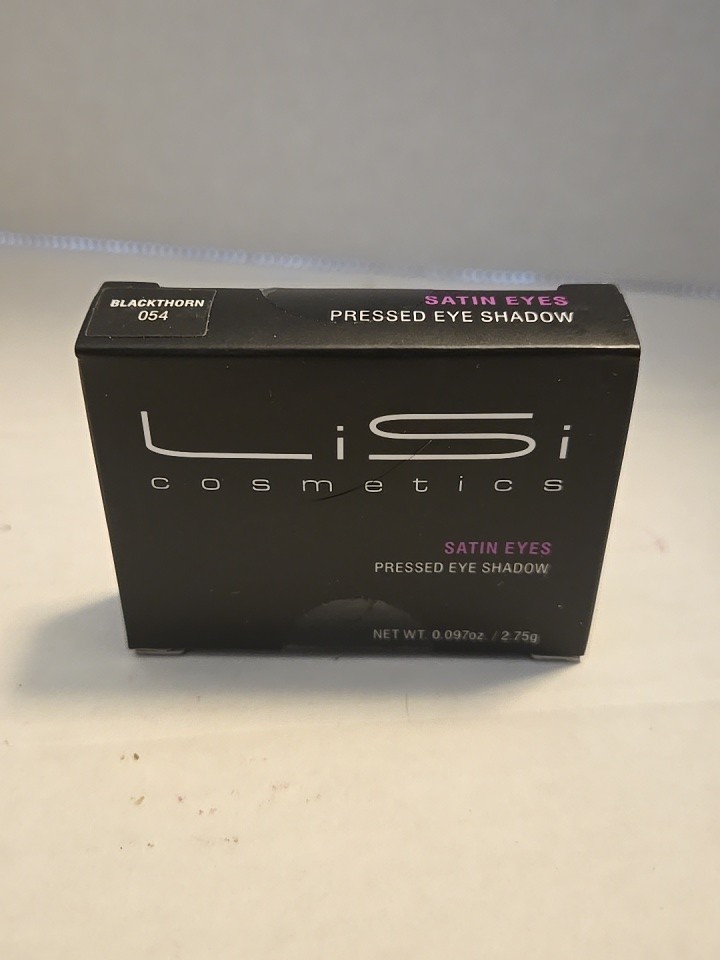 BLACKTHORN
054
SATIN EYES
PRESSED EYE SHADOW
LiSi
cosmetics
SATIN EYES
PRESSED EYE SHADOW
NET WT. 0.097oz. / 2.75g